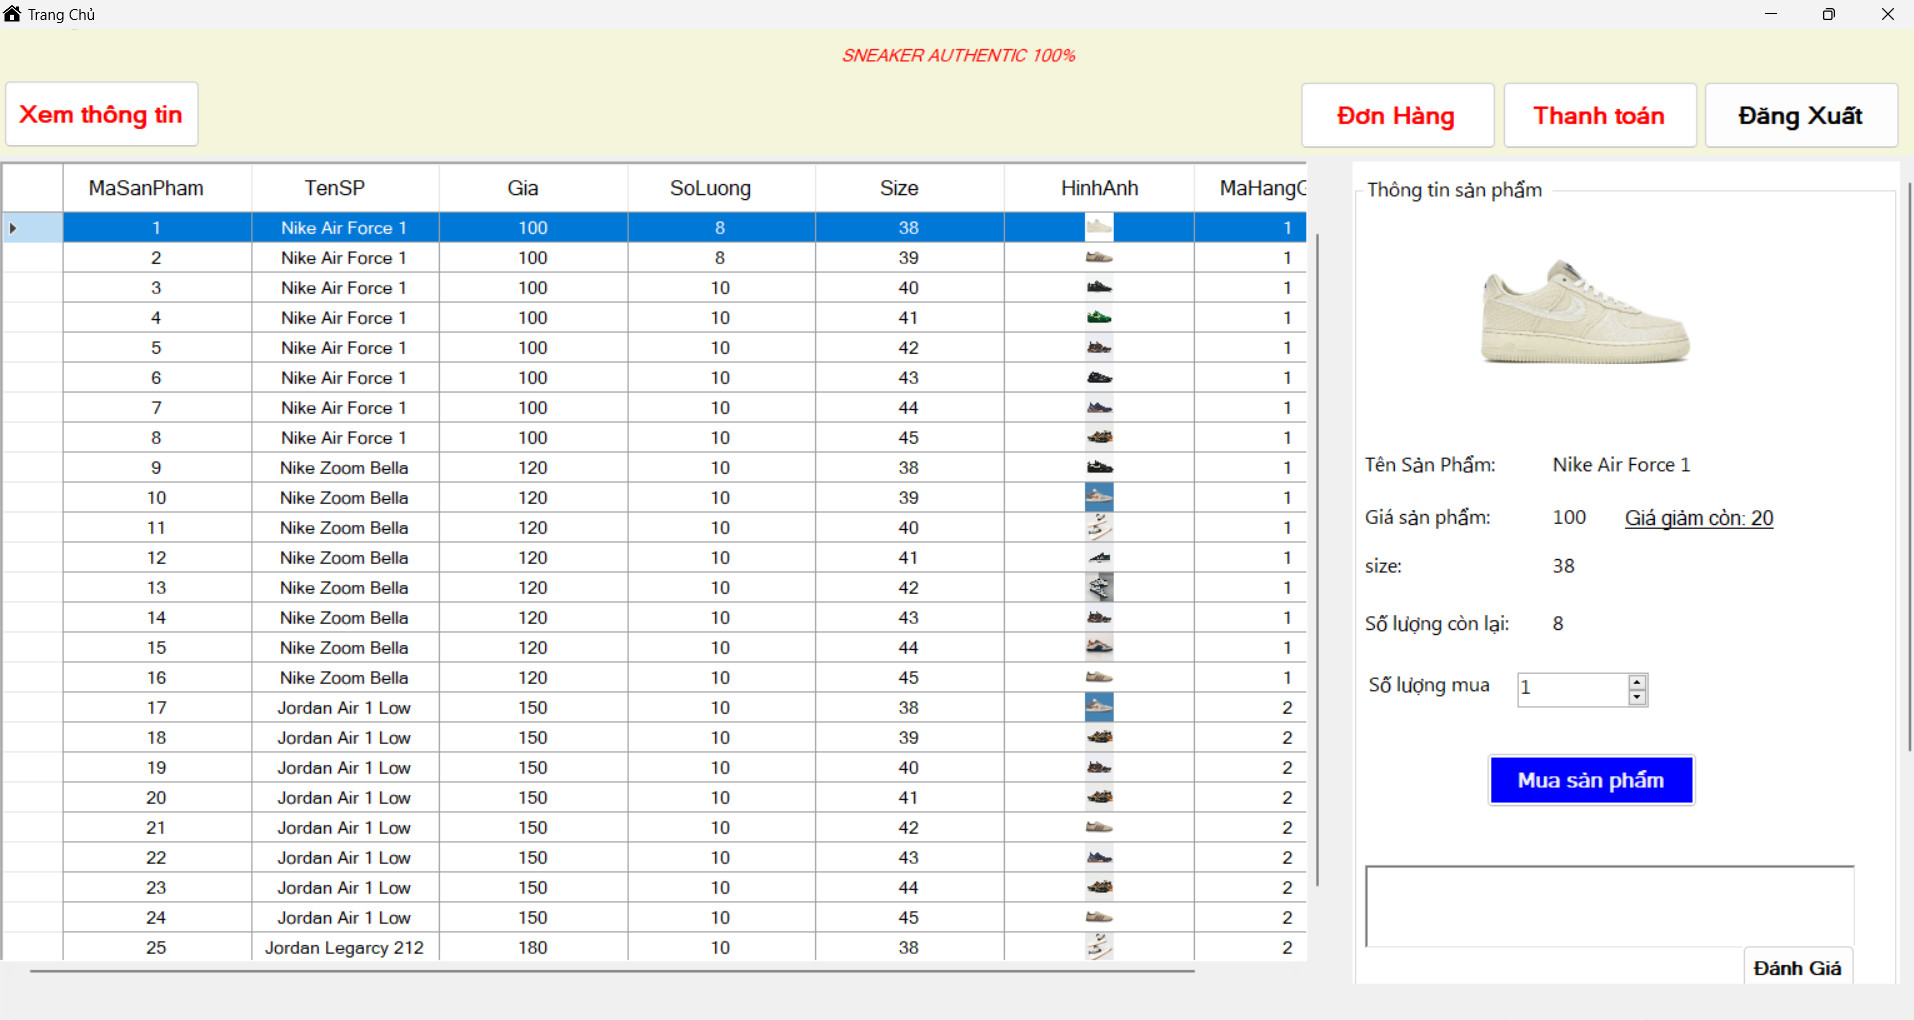 Trang Chủ
SNEAKER AUTHENTIC 100%
Xem thông tin
Đơn Hàng
Thanh toán
Đăng Xuất
MaSanPham TenSP Gia SoLuong Size HinhAnh MaHangG
1 Nike Air Force 1 100 8 38 1
2 Nike Air Force 1 100 8 39 1
3 Nike Air Force 1 100 10 40 1
4 Nike Air Force 1 100 10 41 1
5 Nike Air Force 1 100 10 42 1
6 Nike Air Force 1 100 10 43 1
7 Nike Air Force 1 100 10 44 1
8 Nike Air Force 1 100 10 45 1
9 Nike Zoom Bella 120 10 38 1
10 Nike Zoom Bella 120 10 39 1
11 Nike Zoom Bella 120 10 40 1
12 Nike Zoom Bella 120 10 41 1
13 Nike Zoom Bella 120 10 42 1
14 Nike Zoom Bella 120 10 43 1
15 Nike Zoom Bella 120 10 44 1
16 Nike Zoom Bella 120 10 45 1
17 Jordan Air 1 Low 150 10 38 2
18 Jordan Air 1 Low 150 10 39 2
19 Jordan Air 1 Low 150 10 40 2
20 Jordan Air 1 Low 150 10 41 2
21 Jordan Air 1 Low 150 10 42 2
22 Jordan Air 1 Low 150 10 43 2
23 Jordan Air 1 Low 150 10 44 2
24 Jordan Air 1 Low 150 10 45 2
25 Jordan Legarcy 212 180 10 38 2
Thông tin sản phẩm
Tên Sản Phẩm: Nike Air Force 1
Giá sản phẩm: 100 Giá giảm còn: 20
size: 38
Số lượng còn lại: 8
Số lượng mua 1
Mua sản phẩm
Đánh Giá